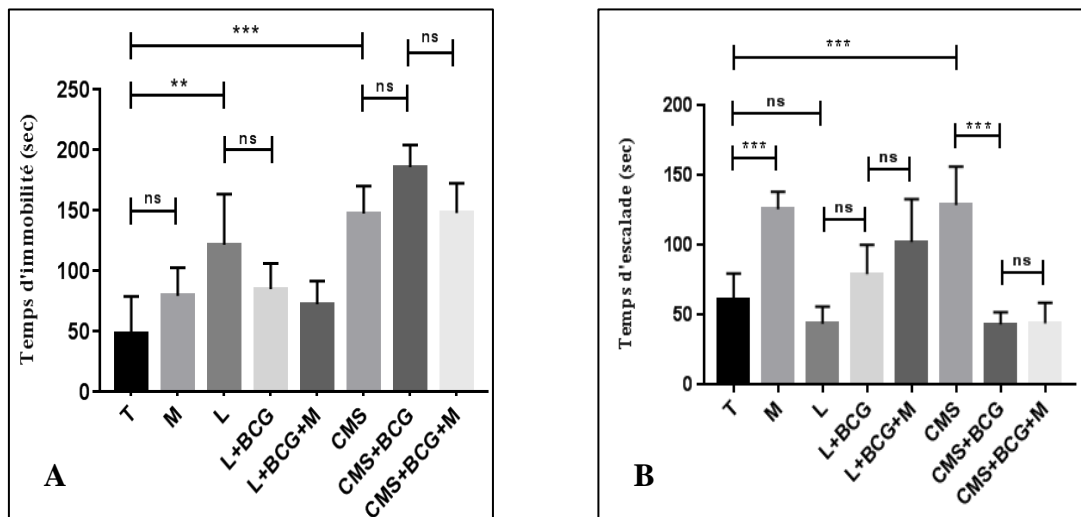 ***
ns
**
ns
ns
ns
Temps d'immobilité (sec)
250
200
150
100
50
0
T
M
L
L+BCG
L+BCG+M
CMS
CMS+BCG
CMS+BCG+M
A
***
ns
***
***
ns
ns
ns
Temps d'escalade (sec)
200
150
100
50
0
T
M
L
L+BCG
L+BCG+M
CMS
CMS+BCG
CMS+BCG+M
B